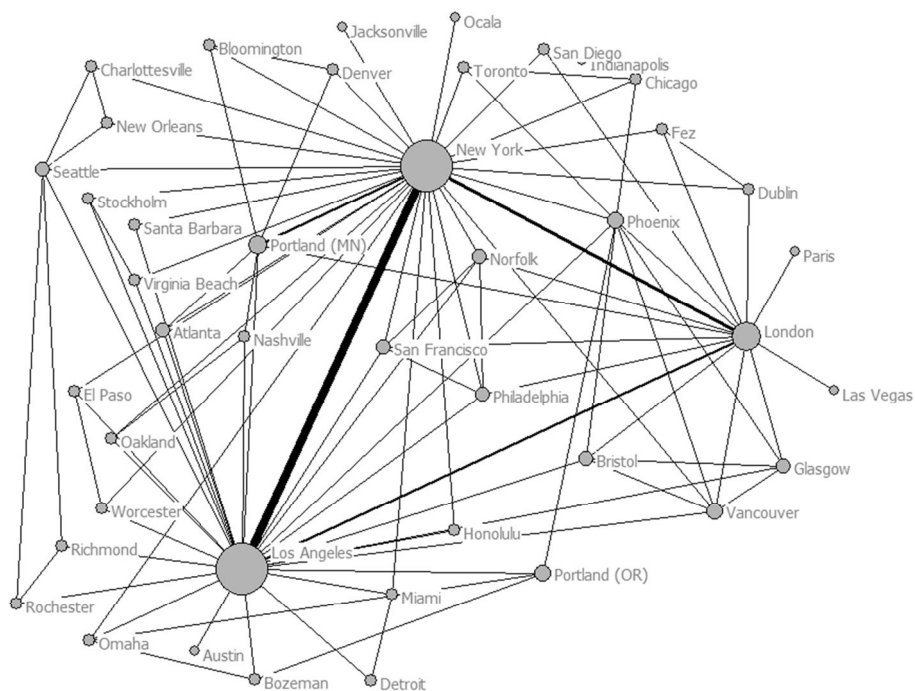 Ocala
Jacksonville
Bloomington
San Diego
Indianapolis
Charlottesville
Denver
Toronto
Chicago
New Orleans
Fez
New York
Seattle
Dublin
Stockholm
Santa Barbara
Phoenix
Portland (MN)
Norfolk
Paris
Virginia Beach
Atlanta
Nashville
London
San Francisco
El Paso
Philadelphia
Las Vegas
Oakland
Bristol
Glasgow
Worcester
Vancouver
Honolulu
Richmond
Los Angeles
Portland (OR)
Rochester
Miami
Omaha
Austin
Bozeman
Detroit